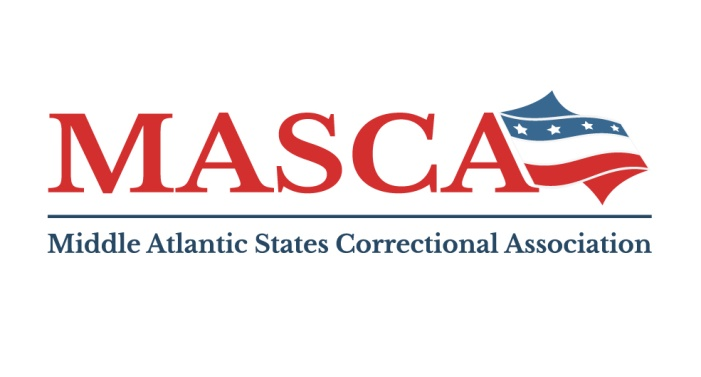 MASCA
Middle Atlantic States Correctional Association